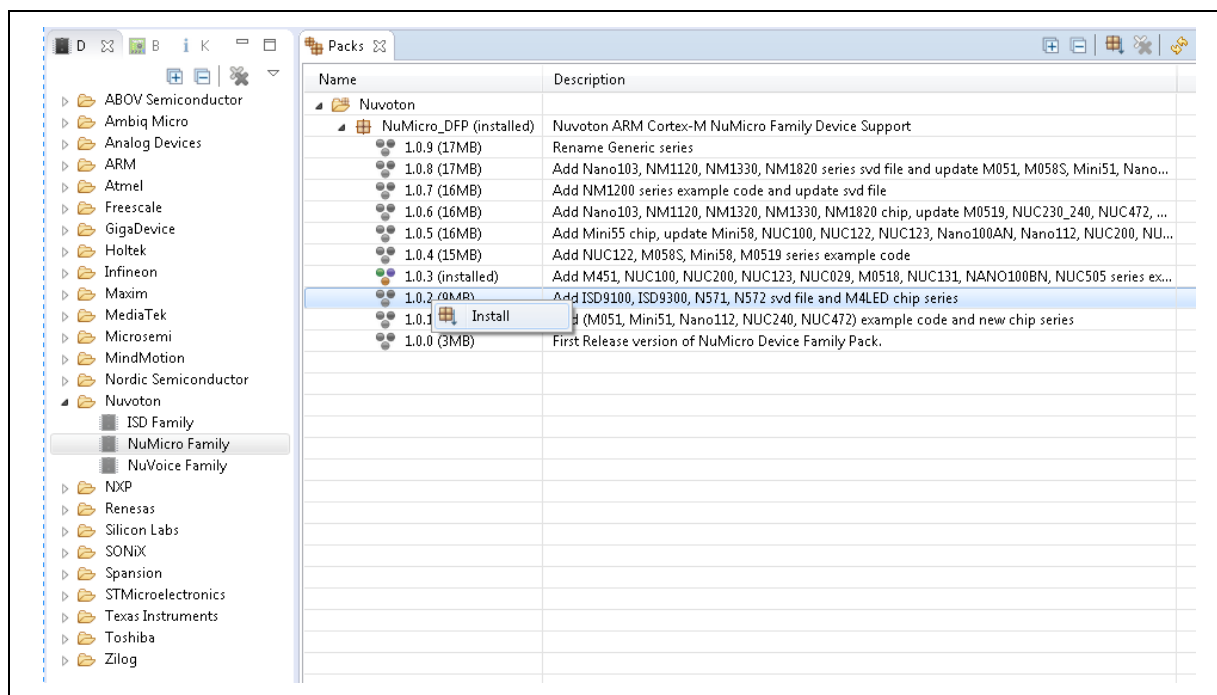 D B i K
Packs
Name Description
ABOV Semiconductor
Ambiq Micro
Analog Devices
ARM
Atmel
Freescale
GigaDevice
Holtek
Infineon
Maxim
MediaTek
Microsemi
MindMotion
Nordic Semiconductor
Nuvoton
ISD Family
NuMicro Family
NuVoice Family
NXP
Renesas
Silicon Labs
SONiX
Spansion
STMicroelectronics
Texas Instruments
Toshiba
Zilog
Nuvoton
NuMicro_DFP (installed) Nuvoton ARM Cortex-M NuMicro Family Device Support
1.0.9 (17MB) Rename Generic series
1.0.8 (17MB) Add Nano103, NM1120, NM1330, NM1820 series svd file and update M051, M058S, Mini51, Nano...
1.0.7 (16MB) Add NM1200 series example code and update svd file
1.0.6 (16MB) Add Nano103, NM1120, NM1320, NM1330, NM1820 chip, update M0519, NUC230_240, NUC472, ...
1.0.5 (16MB) Add Mini55 chip, update Mini58, NUC100, NUC122, NUC123, Nano100AN, Nano112, NUC200, NU...
1.0.4 (15MB) Add NUC122, M058S, Mini58, M0519 series example code
1.0.3 (installed) Add M451, NUC100, NUC200, NUC123, NUC029, M0518, NUC131, NANO100BN, NUC505 series ex...
1.0.2 (9MB) Add ISD9100, ISD9300, N571, N572 svd file and M4LED chip series
1.0.1 (M051, Mini51, Nano112, NUC240, NUC472) example code and new chip series
Install
1.0.0 (3MB) First Release version of NuMicro Device Family Pack.